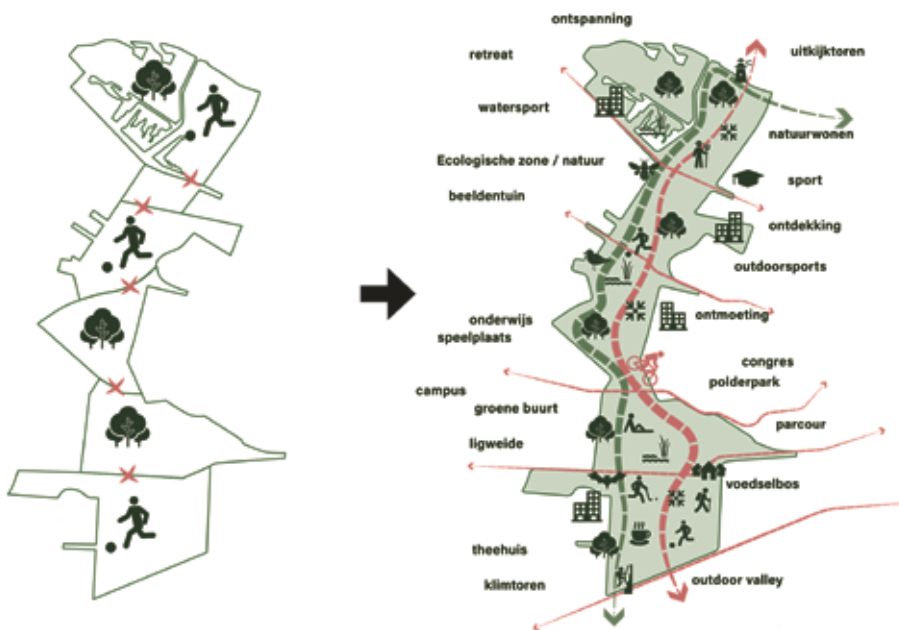 ontspanning
retreat
uitkijktoren
watersport
natuurwonen
Ecologische zone / natuur
sport
beeldentuin
ontdekking
outdoorsports
onderwijs
speelplaats
ontmoeting
congres
polderpark
campus
groene buurt
parcour
ligweide
voedselbos
theehuis
klimtoren
outdoor valley